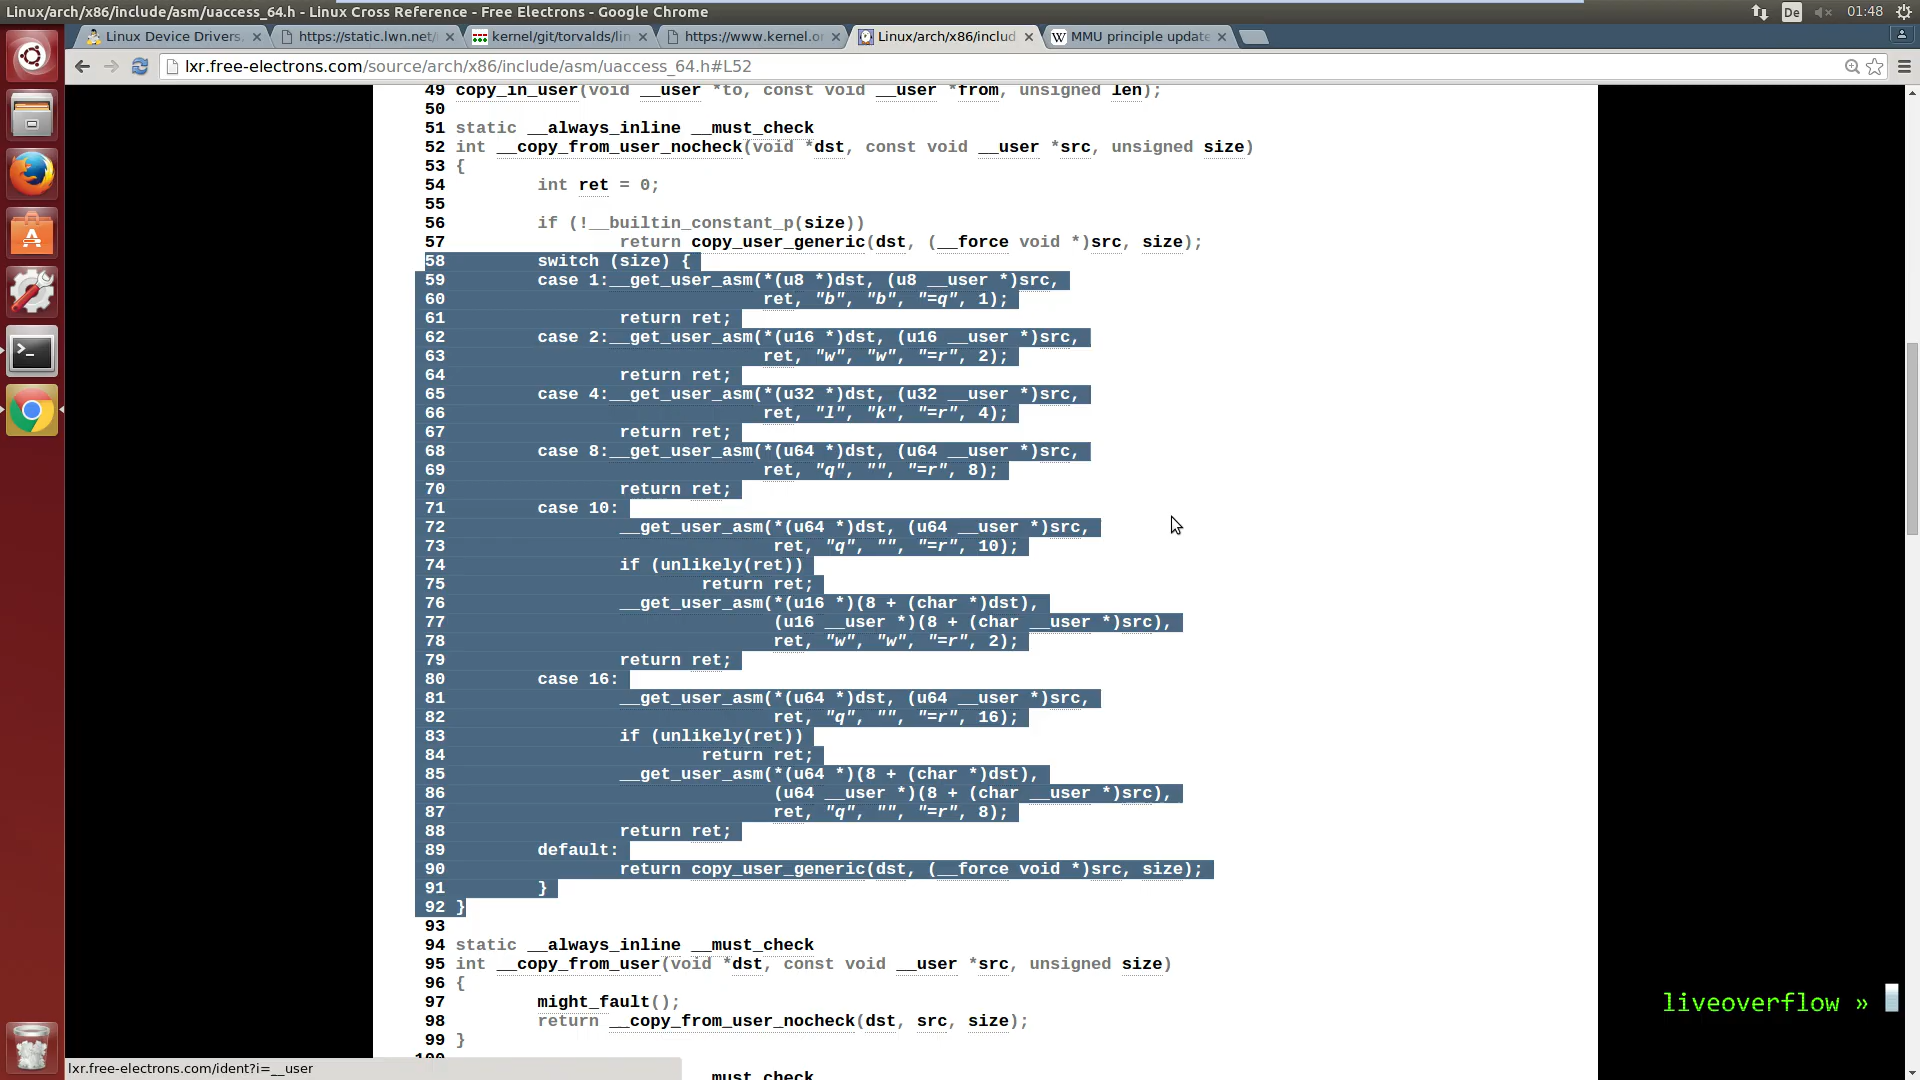 Linux/arch/x86/include/asm/uaccess_64.h - Linux Cross Reference - Free Electrons - Google Chrome
De
01:48
Linux Device Drivers,
https://static.lwn.net/
kernel/git/torvalds/lin
https://www.kernel.or
Linux/arch/x86/includ
MMU principle update
lxr.free-electrons.com/source/arch/x86/include/asm/uaccess_64.h#L52
49 copy_in_user(void __user *to, const void __user *from, unsigned len);
50
51 static __always_inline __must_check
52 int __copy_from_user_nocheck(void *dst, const void __user *src, unsigned size)
53 {
54         int ret = 0;
55
56         if (!__builtin_constant_p(size))
57                 return copy_user_generic(dst, (__force void *)src, size);
58         switch (size) {
59         case 1:__get_user_asm(*(u8 *)dst, (u8 __user *)src,
60                               ret, "b", "b", "=q", 1);
61                 return ret;
62         case 2:__get_user_asm(*(u16 *)dst, (u16 __user *)src,
63                               ret, "w", "w", "=r", 2);
64                 return ret;
65         case 4:__get_user_asm(*(u32 *)dst, (u32 __user *)src,
66                               ret, "l", "k", "=r", 4);
67                 return ret;
68         case 8:__get_user_asm(*(u64 *)dst, (u64 __user *)src,
69                               ret, "q", "", "=r", 8);
70                 return ret;
71         case 10:
72                 __get_user_asm(*(u64 *)dst, (u64 __user *)src,
73                                ret, "q", "", "=r", 10);
74                 if (unlikely(ret))
75                         return ret;
76                 __get_user_asm(*(u16 *)(8 + (char *)dst),
77                                (u16 __user *)(8 + (char __user *)src),
78                                ret, "w", "w", "=r", 2);
79                 return ret;
80         case 16:
81                 __get_user_asm(*(u64 *)dst, (u64 __user *)src,
82                                ret, "q", "", "=r", 16);
83                 if (unlikely(ret))
84                         return ret;
85                 __get_user_asm(*(u64 *)(8 + (char *)dst),
86                                (u64 __user *)(8 + (char __user *)src),
87                                ret, "q", "", "=r", 8);
88                 return ret;
89         default:
90                 return copy_user_generic(dst, (__force void *)src, size);
91         }
92 }
93
94 static __always_inline __must_check
95 int __copy_from_user(void *dst, const void __user *src, unsigned size)
96 {
97         might_fault();
98         return __copy_from_user_nocheck(dst, src, size);
99 }
100
must_check
liveoverflow »
lxr.free-electrons.com/ident?i=__user